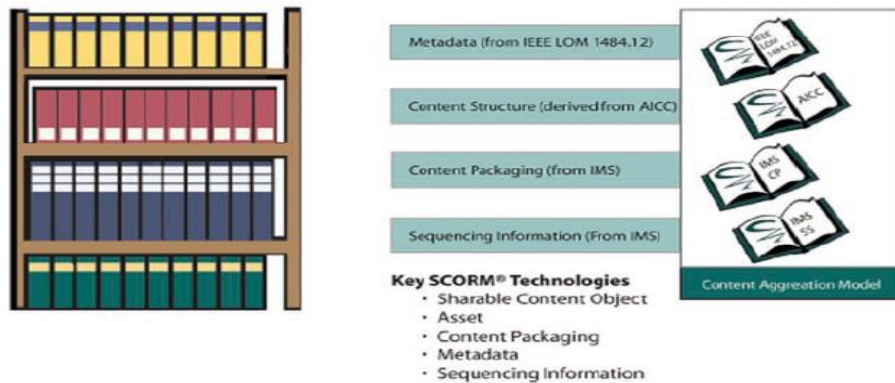 Metadata (from IEEE LOM 1484.12)
Content Structure (derived from AICC)
Content Packaging (from IMS)
Sequencing Information (From IMS)
IEEE
LOM
1484.12
AICC
IMS
CP
IMS
SS
Content Aggreation Model
Key SCORM® Technologies
· Sharable Content Object
· Asset
· Content Packaging
· Metadata
· Sequencing Information